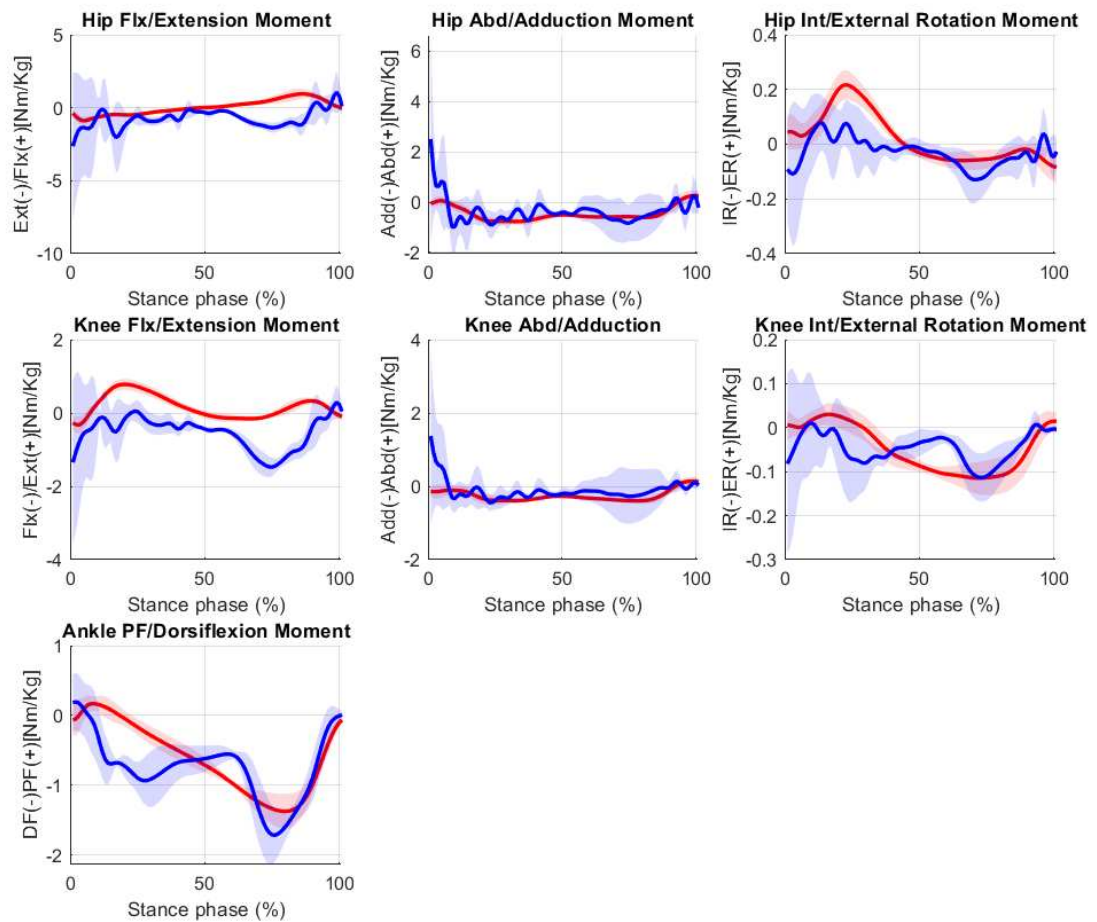 Hip Flx/Extension Moment
Ext(-)/Flx(+)[Nm/Kg]
5
0
-5
-10
0 50 100
Stance phase (%)
Hip Abd/Adduction Moment
Add(-)Abd(+)[Nm/Kg]
6
4
2
0
-2
0 50 100
Stance phase (%)
Hip Int/External Rotation Moment
IR(-)ER(+)[Nm/Kg]
0.4
0.2
0
-0.2
-0.4
0 50 100
Stance phase (%)
Knee Flx/Extension Moment
Flx(-)/Ext(+)[Nm/Kg]
2
0
-2
-4
0 50 100
Stance phase (%)
Knee Abd/Adduction
Add(-)Abd(+)[Nm/Kg]
4
2
0
-2
0 50 100
Stance phase (%)
Knee Int/External Rotation Moment
IR(-)ER(+)[Nm/Kg]
0.2
0.1
0
-0.1
-0.2
-0.3
0 50 100
Stance phase (%)
Ankle PF/Dorsiflexion Moment
DF(-)PF(+)[Nm/Kg]
1
0
-1
-2
0 50 100
Stance phase (%)